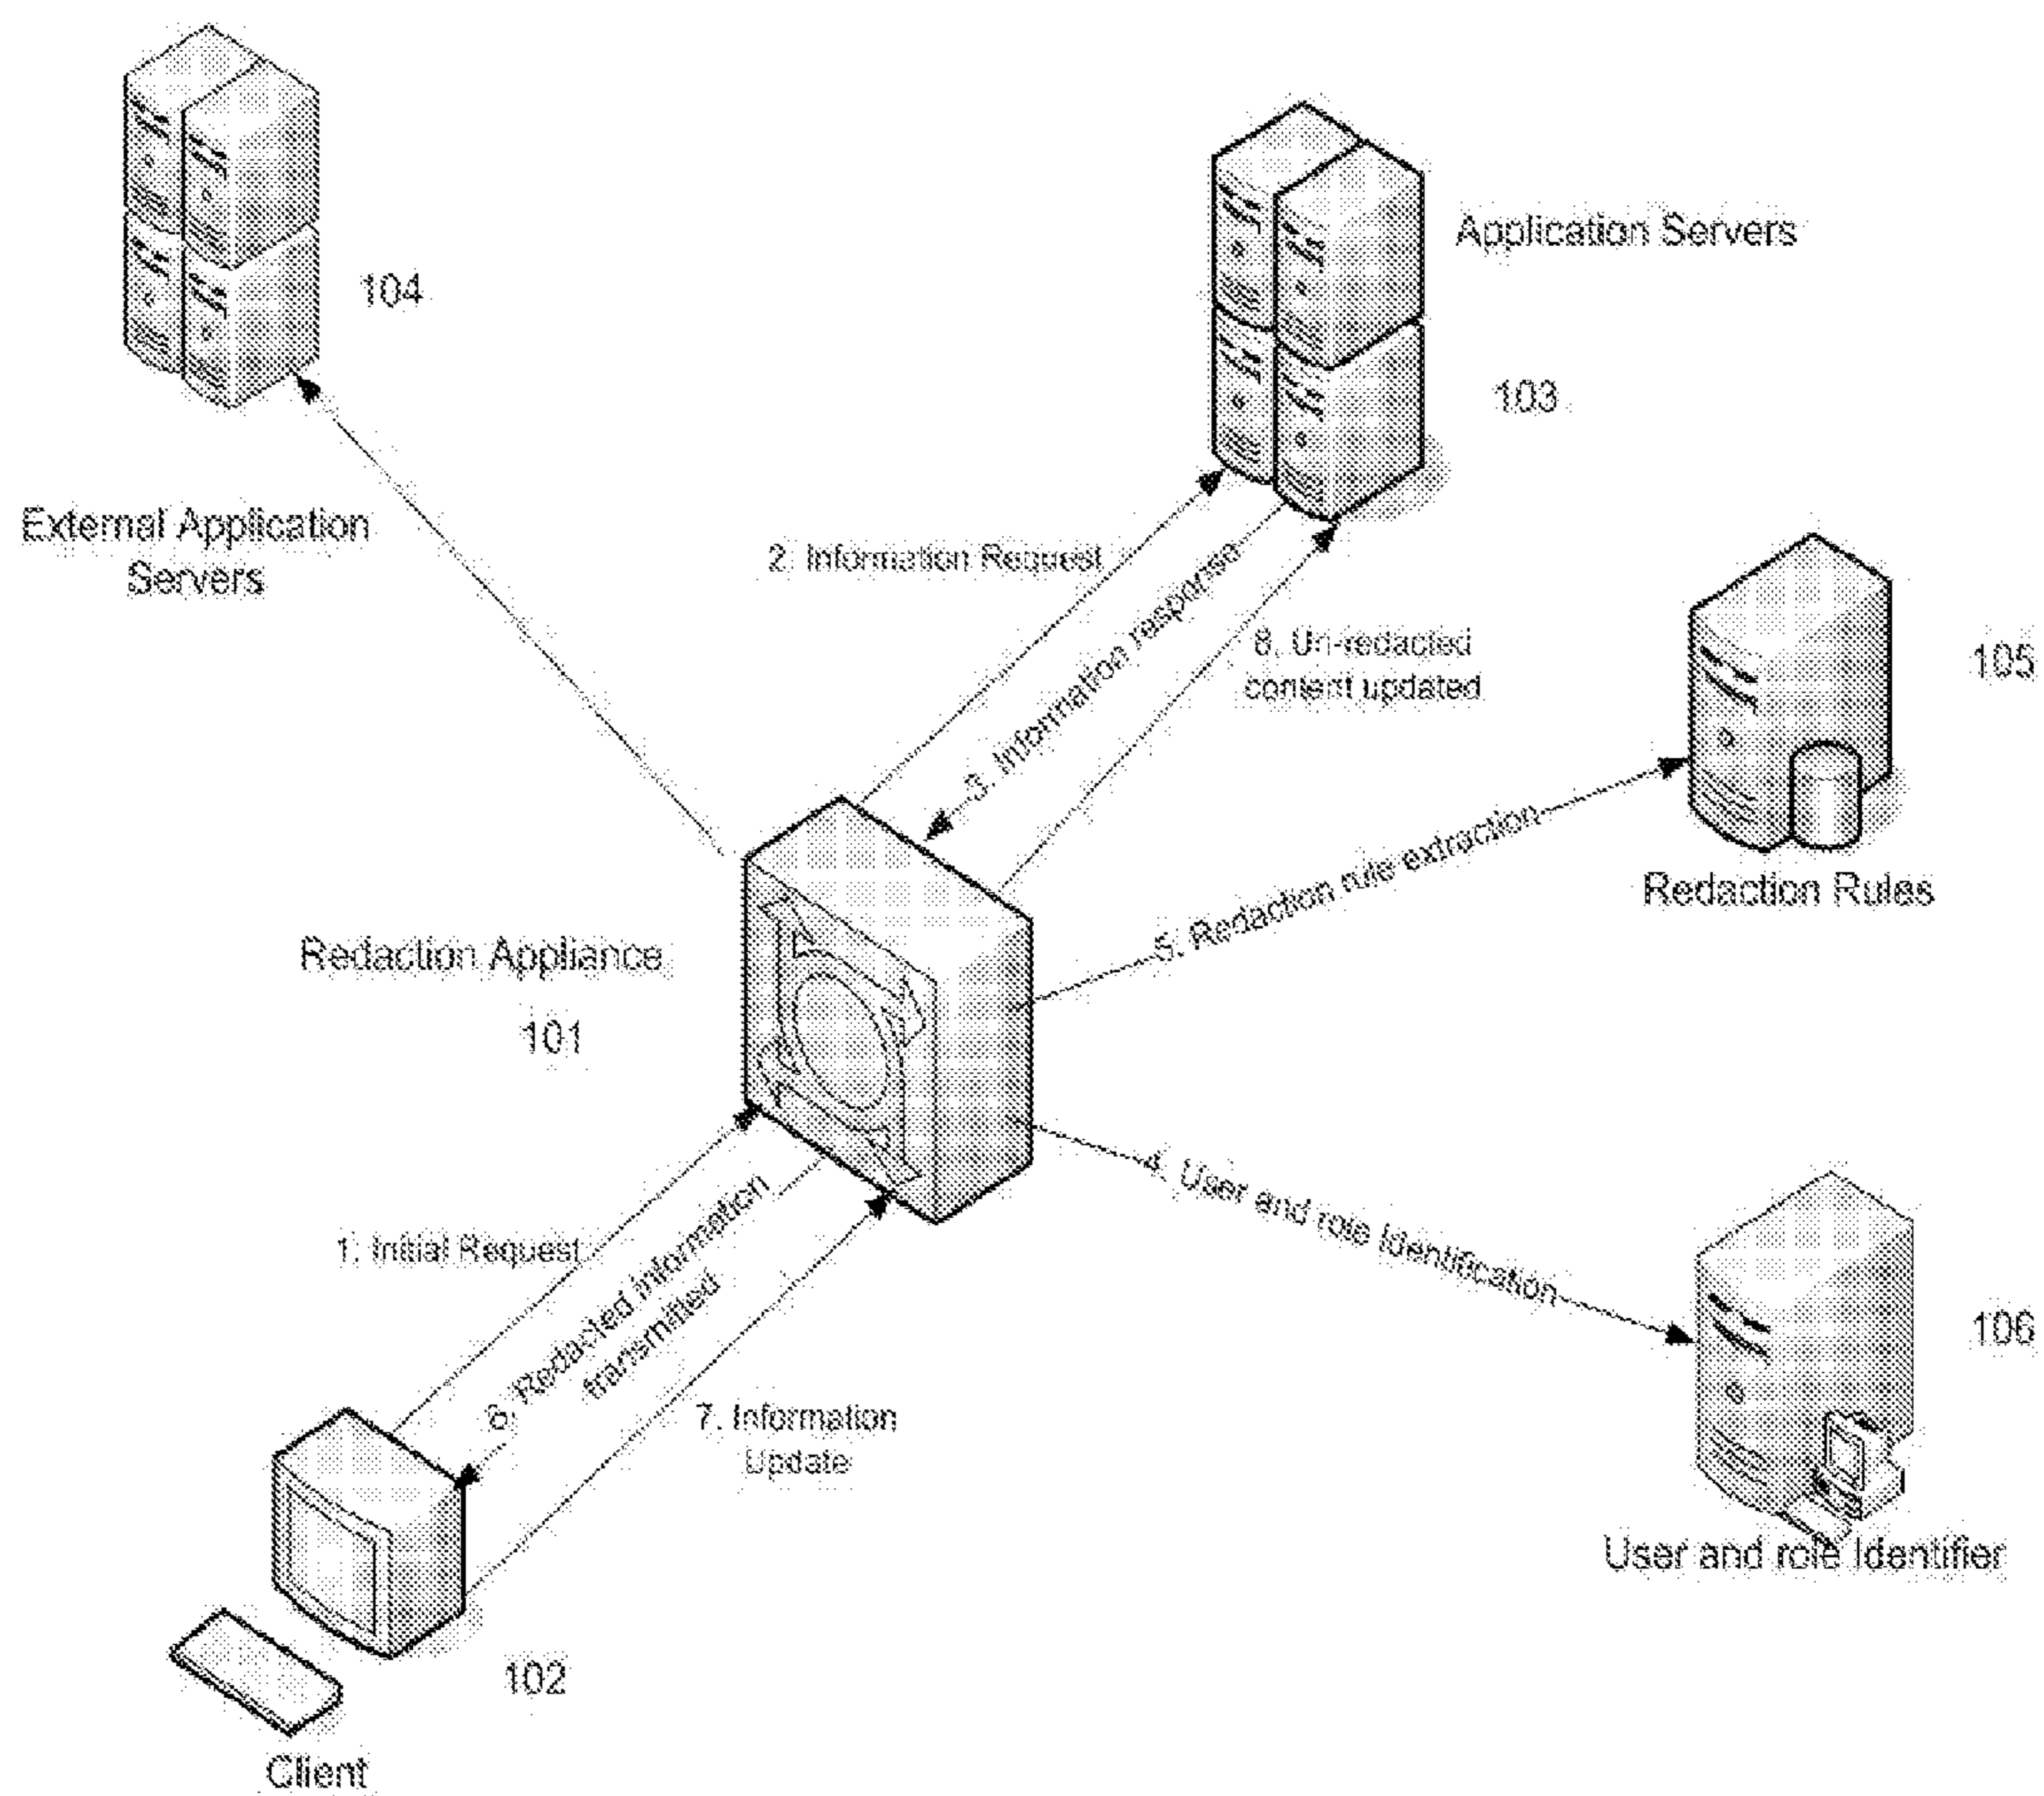 104
Application Servers
103
External Application
Servers
2. Information Request
3. Information response
8. Un-redacted
content updated
105
Redaction Rules
5. Redaction rule extraction
Redaction Appliance
101
4. User and role Identification
1. Initial Request
6. Redacted information
transmitted
7. Information
Update
106
User and role Identifier
102
Client